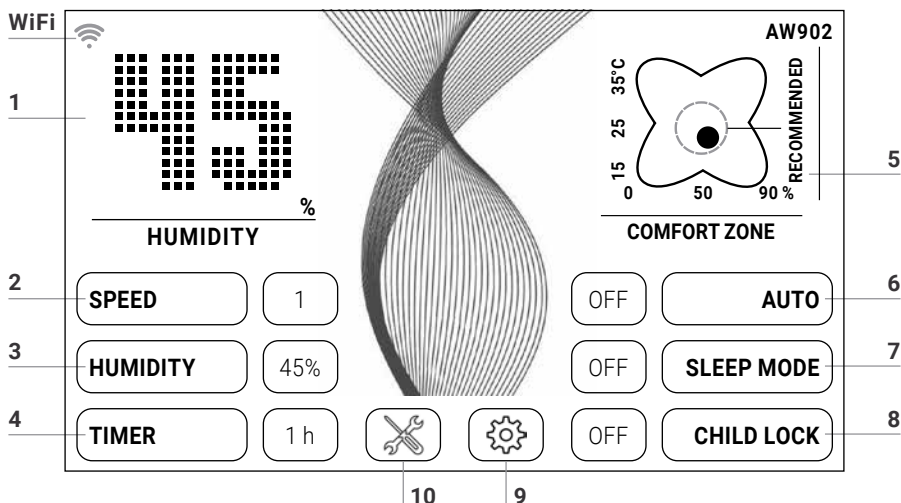 WiFi
AW902
45
%
HUMIDITY
1
35°C
25
15
0 50 90 %
RECOMMENDED
COMFORT ZONE
5
2 SPEED 1 OFF AUTO 6
3 HUMIDITY 45% OFF SLEEP MODE 7
4 TIMER 1 h OFF CHILD LOCK 8
10 9